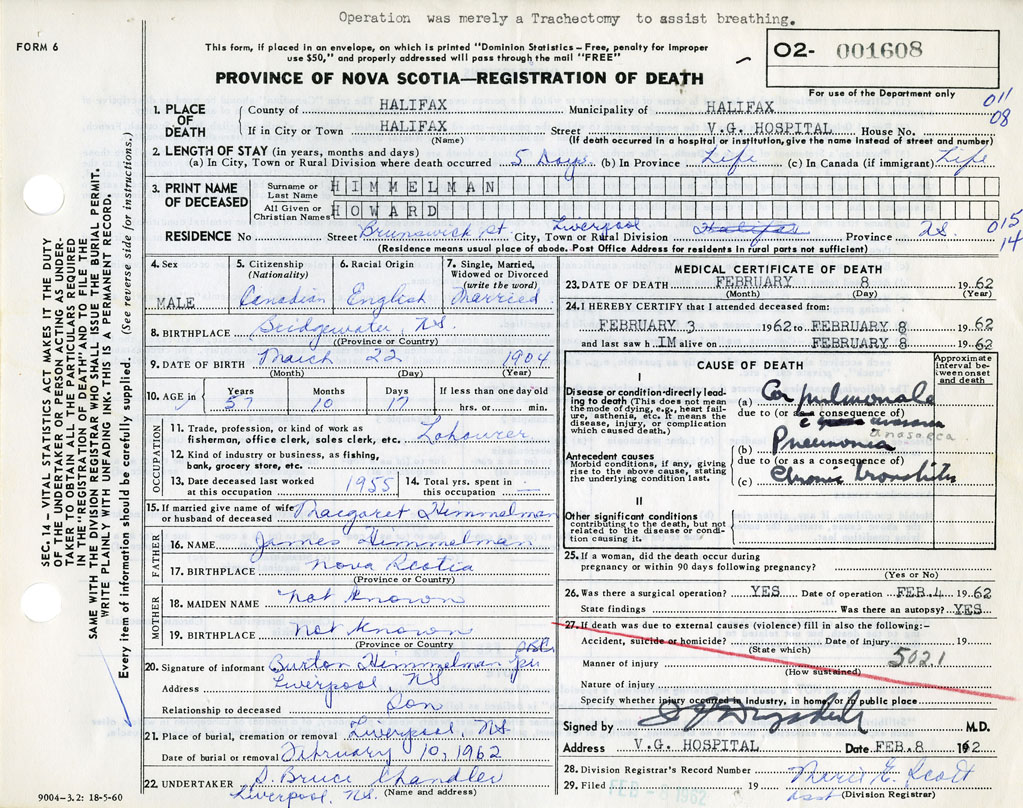 Operation was merely a Trachectomy to assist breathing.
FORM 6
This form, if placed in an envelope, on which is printed "Dominion Statistics – Free, penalty for improper
use $50," and properly addressed will pass through the mail "FREE"
O2- 001608
For use of the Department only
PROVINCE OF NOVA SCOTIA—REGISTRATION OF DEATH
011
08
1. PLACE OF DEATH
County of HALIFAX Municipality of HALIFAX
If in City or Town HALIFAX Street V.G. HOSPITAL House No.
(Name) (If death occurred in a hospital or institution, give the name instead of street and number)
2. LENGTH OF STAY (in years, months and days)
(a) In City, Town or Rural Division where death occurred 5 Days (b) In Province Life (c) In Canada (if immigrant) Life
3. PRINT NAME OF DECEASED
Surname or Last Name HIMMELMAN
All Given or Christian Names HOWARD
RESIDENCE No Street Brunswick St. City, Town or Rural Division Liverpool Halifax Province NS. 015
14
(Residence means usual place of abode. Post Office Address for residents in rural parts not sufficient)
4. Sex
MALE
5. Citizenship
(Nationality)
Canadian
6. Racial Origin
English
7. Single, Married, Widowed or Divorced
(write the word)
Married
8. BIRTHPLACE Bridgewater, NS.
(Province or Country)
9. DATE OF BIRTH March 22 1904
(Month) (Day) (Year)
10. AGE in
Years Months Days If less than one day old
57 10 17 hrs. or min.
OCCUPATION
11. Trade, profession, or kind of work as
fisherman, office clerk, sales clerk, etc. Labourer
12. Kind of industry or business, as fishing,
bank, grocery store, etc.
13. Date deceased last worked
at this occupation 1955
14. Total yrs. spent in
this occupation —
15. If married give name of wife
or husband of deceased Margaret Himmelman
FATHER
16. NAME James Himmelman
17. BIRTHPLACE Nova Scotia
(Province or Country)
MOTHER
18. MAIDEN NAME Not known
19. BIRTHPLACE Not known
(Province or Country)
20. Signature of informant Burton Himmelman per
Address Liverpool, NS
Relationship to deceased Son
21. Place of burial, cremation or removal Liverpool NS.
Date of burial or removal February 10, 1962
22. UNDERTAKER S. Bruce Chandler
Liverpool, NS. (Name and address)
MEDICAL CERTIFICATE OF DEATH
23. DATE OF DEATH FEBRUARY 8 1962
(Month) (Day) (Year)
24. I HEREBY CERTIFY that I attended deceased from:
FEBRUARY 3 1962 to FEBRUARY 8 1962
and last saw h IM alive on FEBRUARY 8 1962
CAUSE OF DEATH
Approximate interval between onset and death
I
Disease or condition directly leading to death (This does not mean the mode of dying, e.g., heart failure, asthenia, etc. It means the disease, injury, or complication which caused death.)
(a) Cor pulmonale
due to (or as a consequence of)
c anasarca
Anasarca
(b) Pneumonia
Antecedent causes
Morbid conditions, if any, giving rise to the above cause, stating the underlying condition last.
due to (or as a consequence of)
(c) Chronic bronchitis
II
Other significant conditions
contributing to the death, but not related to the disease or condition causing it.
25. If a woman, did the death occur during
pregnancy or within 90 days following pregnancy?
(Yes or No)
26. Was there a surgical operation? YES Date of operation FEB.4 1962
State findings Was there an autopsy? YES
27. If death was due to external causes (violence) fill in also the following:-
Accident, suicide or homicide? Date of injury 19
(State which)
502.1
Manner of injury
(How sustained)
Nature of injury
Specify whether injury occurred in Industry, in home, or in public place
Signed by M.D.
Address V.G. HOSPITAL Date FEB.8 1962
28. Division Registrar's Record Number
29. Filed FEB - 8 1962 19 Marie E. Scott
asst (Division Registrar)
9004-3.2: 18-5-60
SEC. 14 – VITAL STATISTICS ACT MAKES IT THE DUTY
OF THE UNDERTAKER OR PERSON ACTING AS UNDER-
TAKER TO OBTAIN ALL THE PARTICULARS REQUIRED
IN THE "REGISTRATION OF DEATH" AND TO FILE THE
SAME WITH THE DIVISION REGISTRAR WHO SHALL ISSUE THE BURIAL PERMIT.
WRITE PLAINLY WITH UNFADING INK. THIS IS A PERMANENT RECORD.
Every item of information should be carefully supplied. (See reverse side for instructions.)